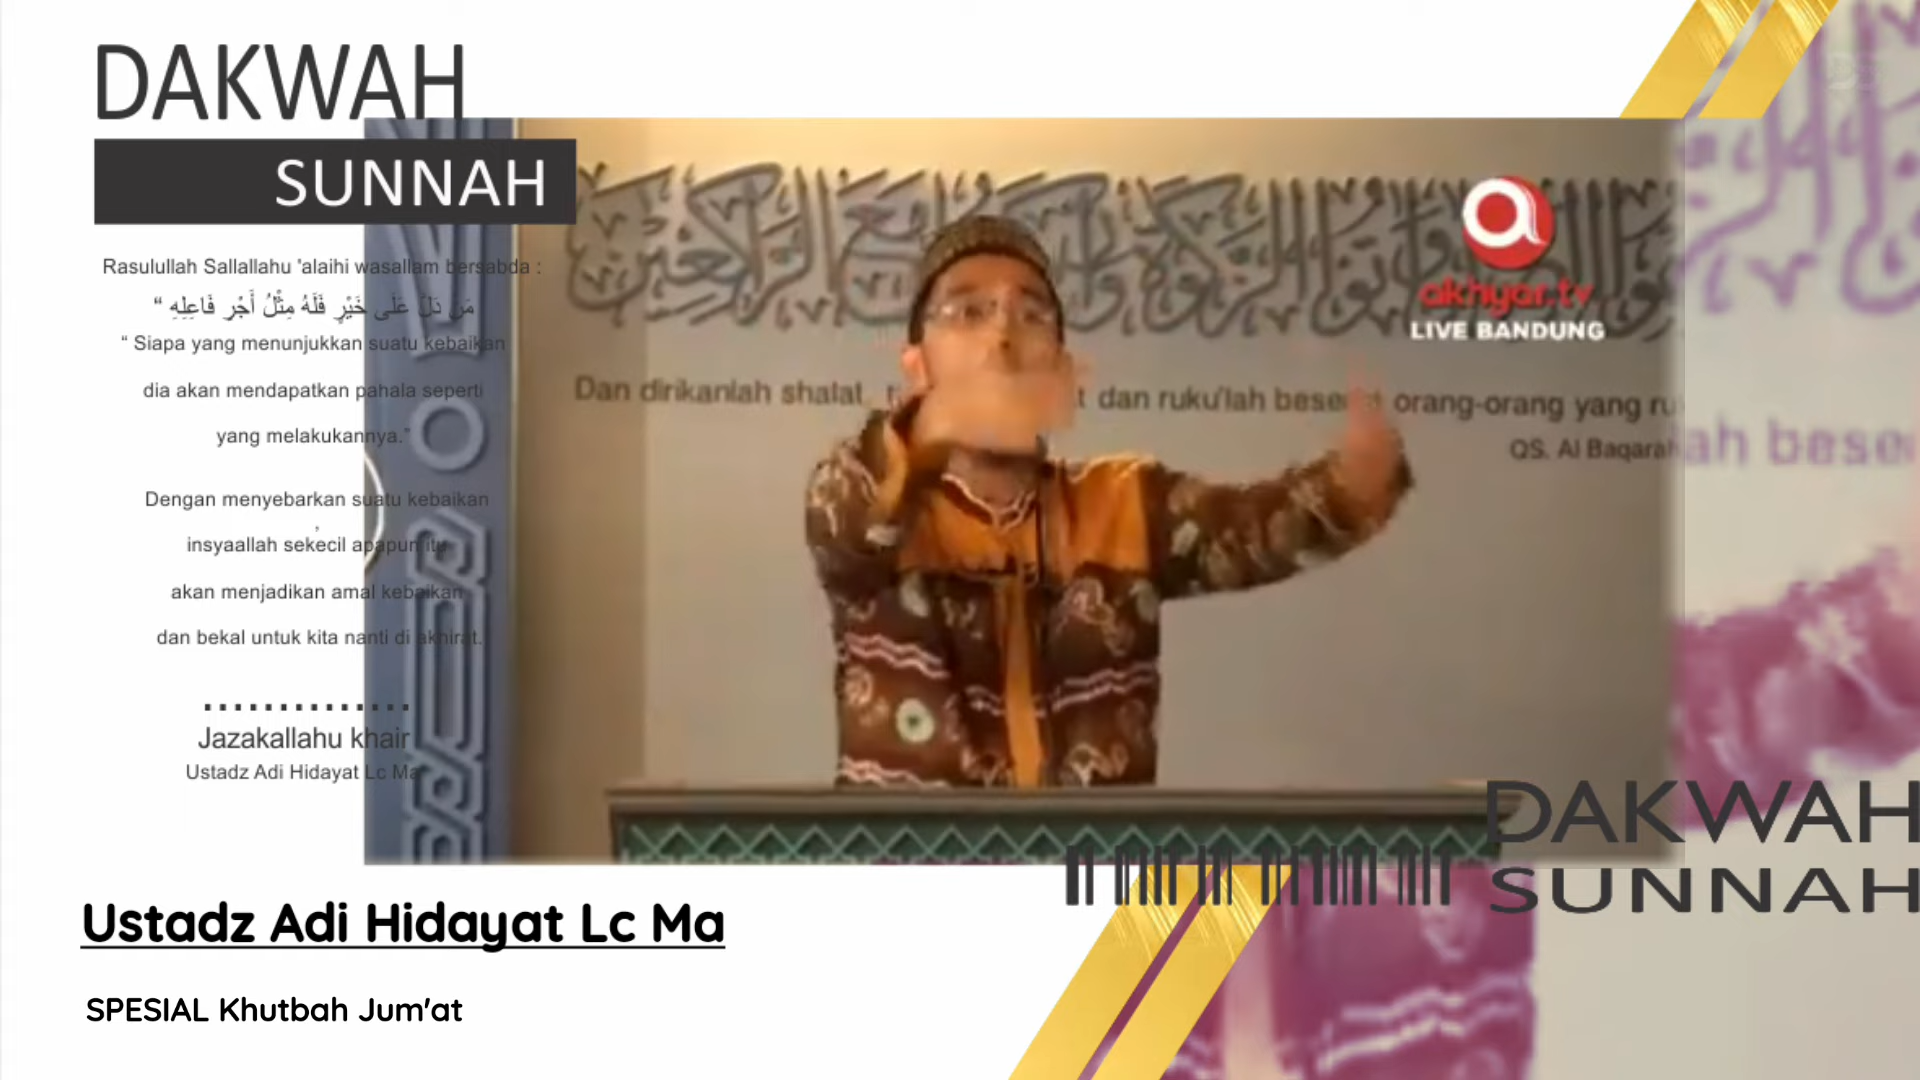 DAKWAH
SUNNAH
Rasulullah Sallallahu 'alaihi wasallam bersabda :
مَنْ دَلَّ عَلَى خَيْرٍ فَلَهُ مِثْلُ أَجْرِ فَاعِلِهِ “
“ Siapa yang menunjukkan suatu kebaikan
dia akan mendapatkan pahala seperti
yang melakukannya.”
Dengan menyebarkan suatu kebaikan
insyaallah sekecil apapun itu
akan menjadikan amal kebaikan
dan bekal untuk kita nanti di akhirat.
..............
Jazakallahu khair
Ustadz Adi Hidayat Lc Ma
akhyar.tv
LIVE BANDUNG
Dan dirikanlah shalat, dan ruku'lah beserta orang-orang yang
QS. Al Baqarah
ah bese
DAKWAH
SUNNAH
Ustadz Adi Hidayat Lc Ma
SPESIAL Khutbah Jum'at